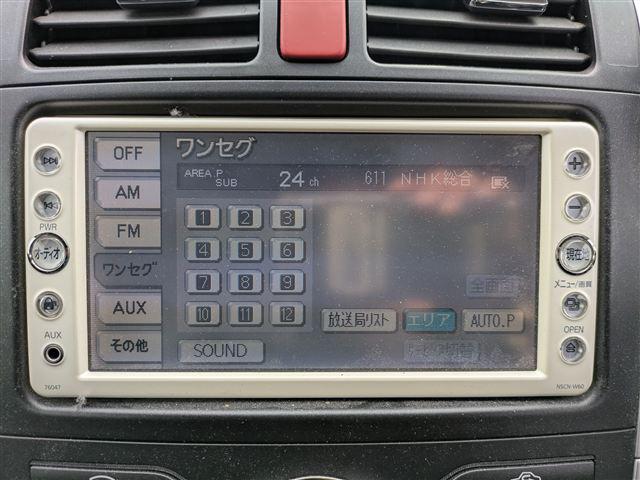 OFF
AM
FM
ワンセグ
AUX
その他
ワンセグ
AREA.P
SUB
24 ch
611 NHK総合
1 2 3
4 5 6
7 8 9
10 11 12
全画面
放送局リスト
エリア
AUTO.P
SOUND
PWR
オーディオ
AUX
76047
現在地
メニュー/画質
OPEN
NSCN-W60